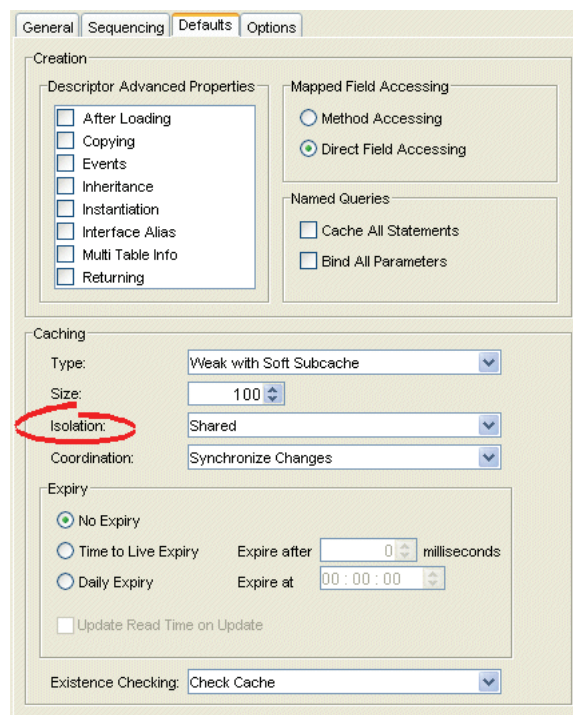 General Sequencing Defaults Options
Creation
Descriptor Advanced Properties
After Loading
Copying
Events
Inheritance
Instantiation
Interface Alias
Multi Table Info
Returning
Mapped Field Accessing
Method Accessing
Direct Field Accessing
Named Queries
Cache All Statements
Bind All Parameters
Caching
Type: Weak with Soft Subcache
Size: 100
Isolation: Shared
Coordination: Synchronize Changes
Expiry
No Expiry
Time to Live Expiry Expire after 0 milliseconds
Daily Expiry Expire at 00 : 00 : 00
Update Read Time on Update
Existence Checking: Check Cache